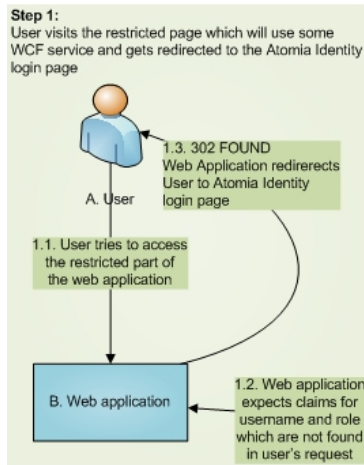 Step 1:
User visits the restricted page which will use some
WCF service and gets redirected to the Atomia Identity
login page
1.3. 302 FOUND
Web Application redirerects
User to Atomia Identity
login page
A. User
1.1. User tries to access
the restricted part of
the web application
B. Web application
1.2. Web application
expects claims for
username and role
which are not found
in user's request